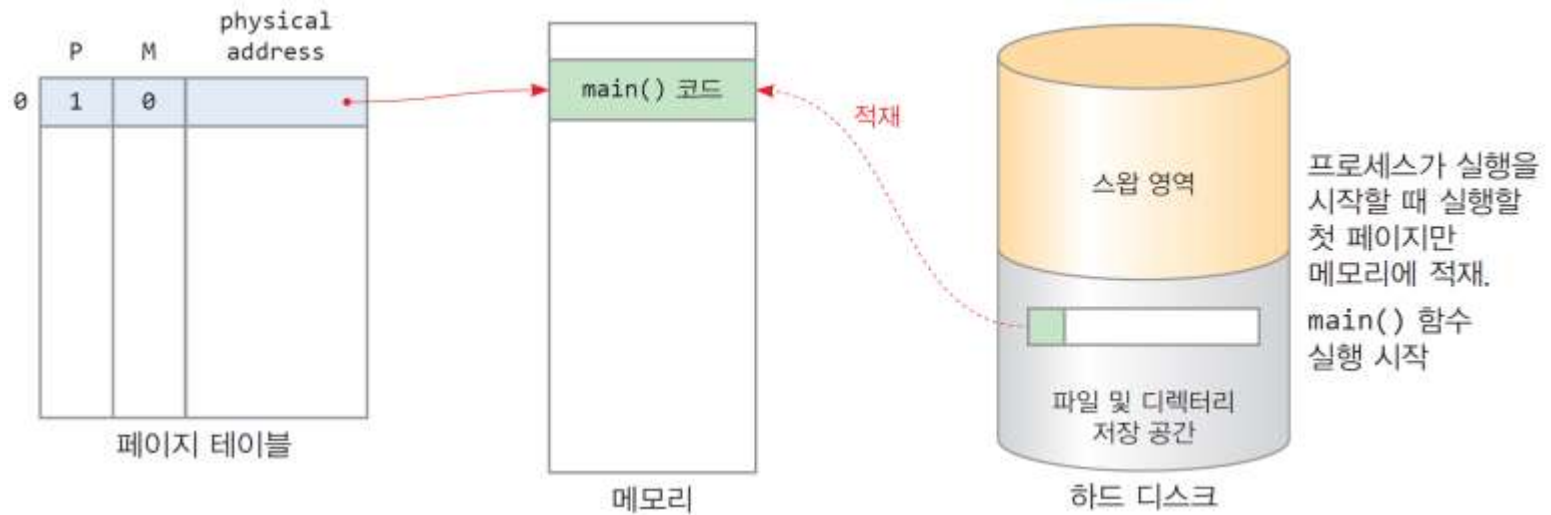 physical
P M address
0 1 0
페이지 테이블
main() 코드
메모리
적재
스왑 영역
파일 및 디렉터리
저장 공간
하드 디스크
프로세스가 실행을
시작할 때 실행할
첫 페이지만
메모리에 적재.
main() 함수
실행 시작